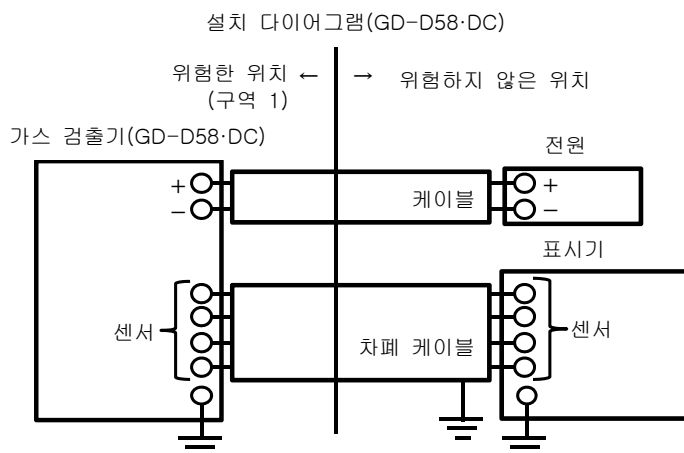 설치 다이어그램(GD-D58·DC)
위험한 위치 ← → 위험하지 않은 위치
(구역 1)
가스 검출기(GD-D58·DC)
전원
+ 케이블 +
- -
표시기
센서 차폐 케이블 센서